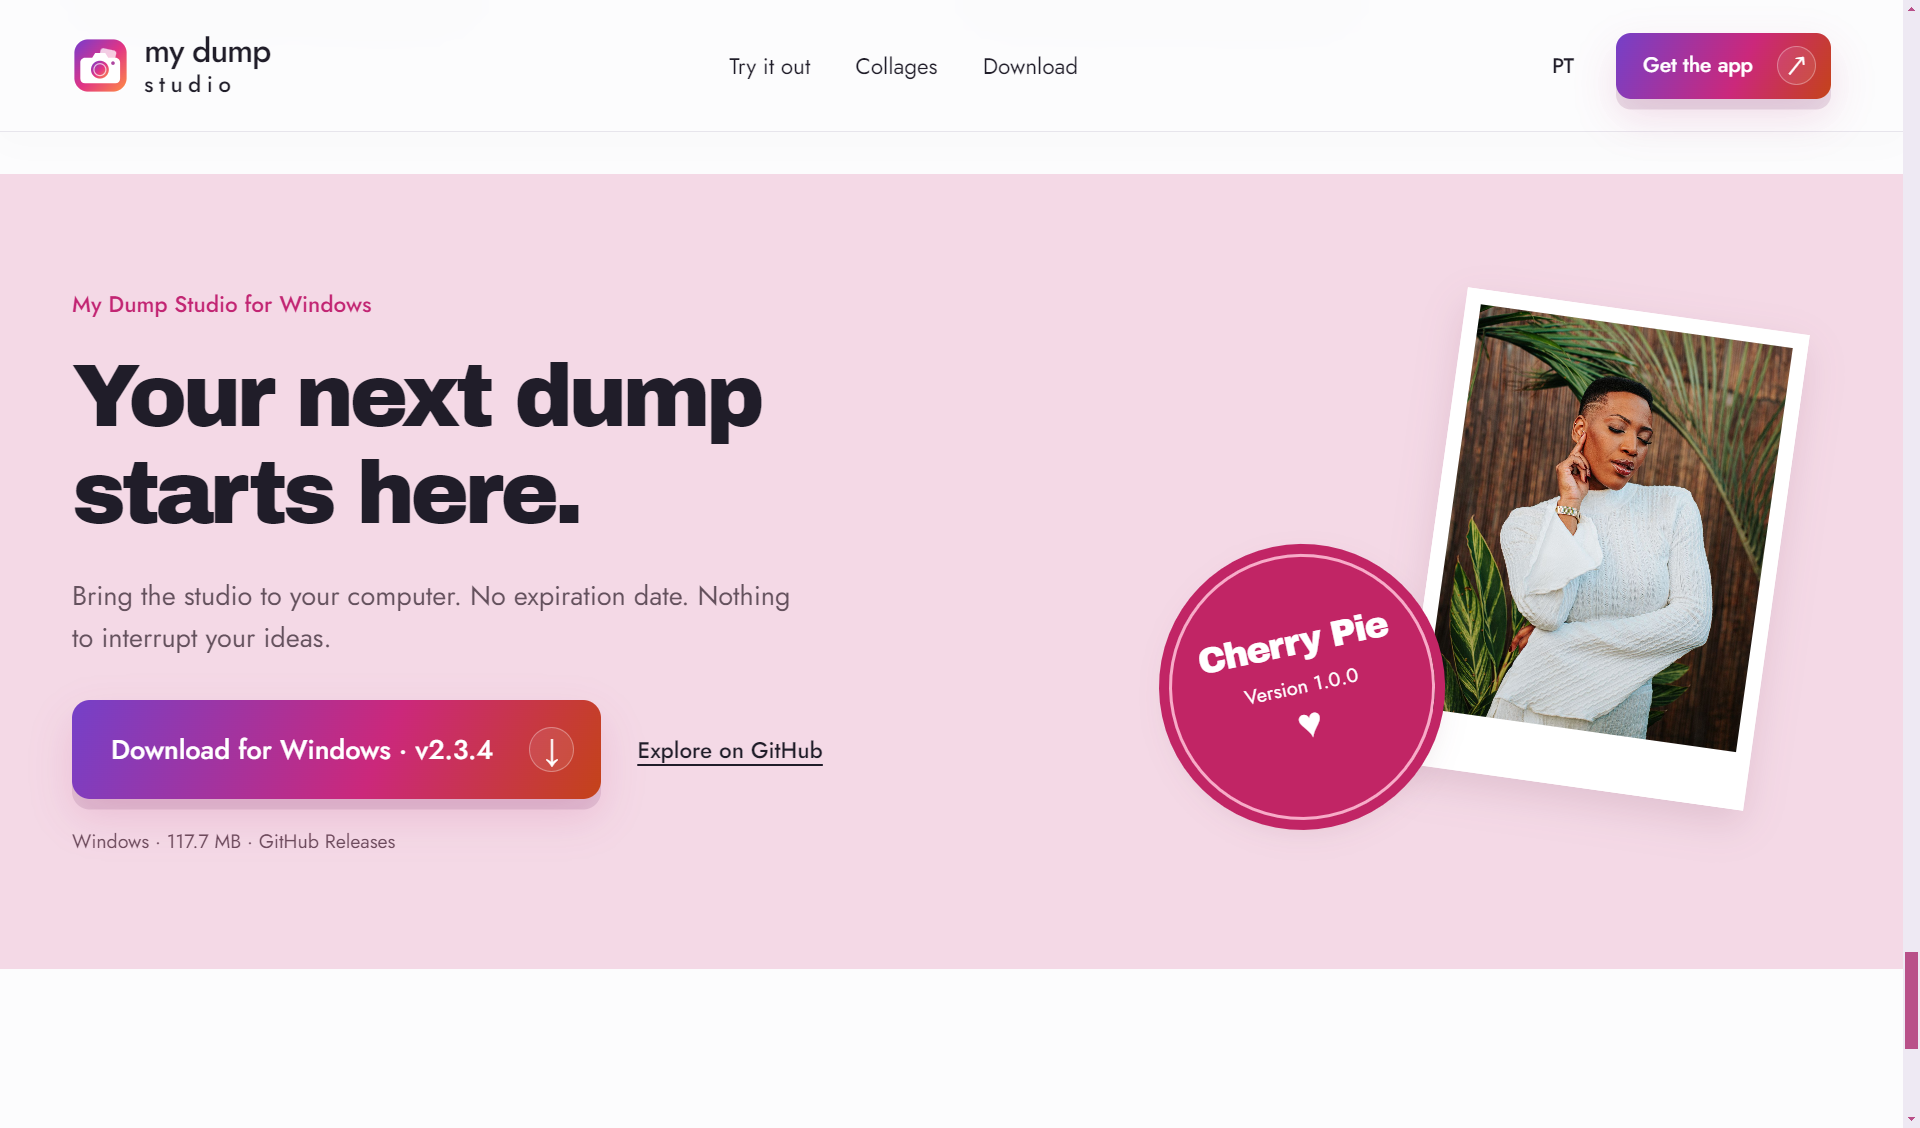 my dump
studio
Try it out
Collages
Download
PT
Get the app
My Dump Studio for Windows
Your next dump
starts here.
Bring the studio to your computer. No expiration date. Nothing
to interrupt your ideas.
Download for Windows · v2.3.4
Explore on GitHub
Windows · 117.7 MB · GitHub Releases
Cherry Pie
Version 1.0.0